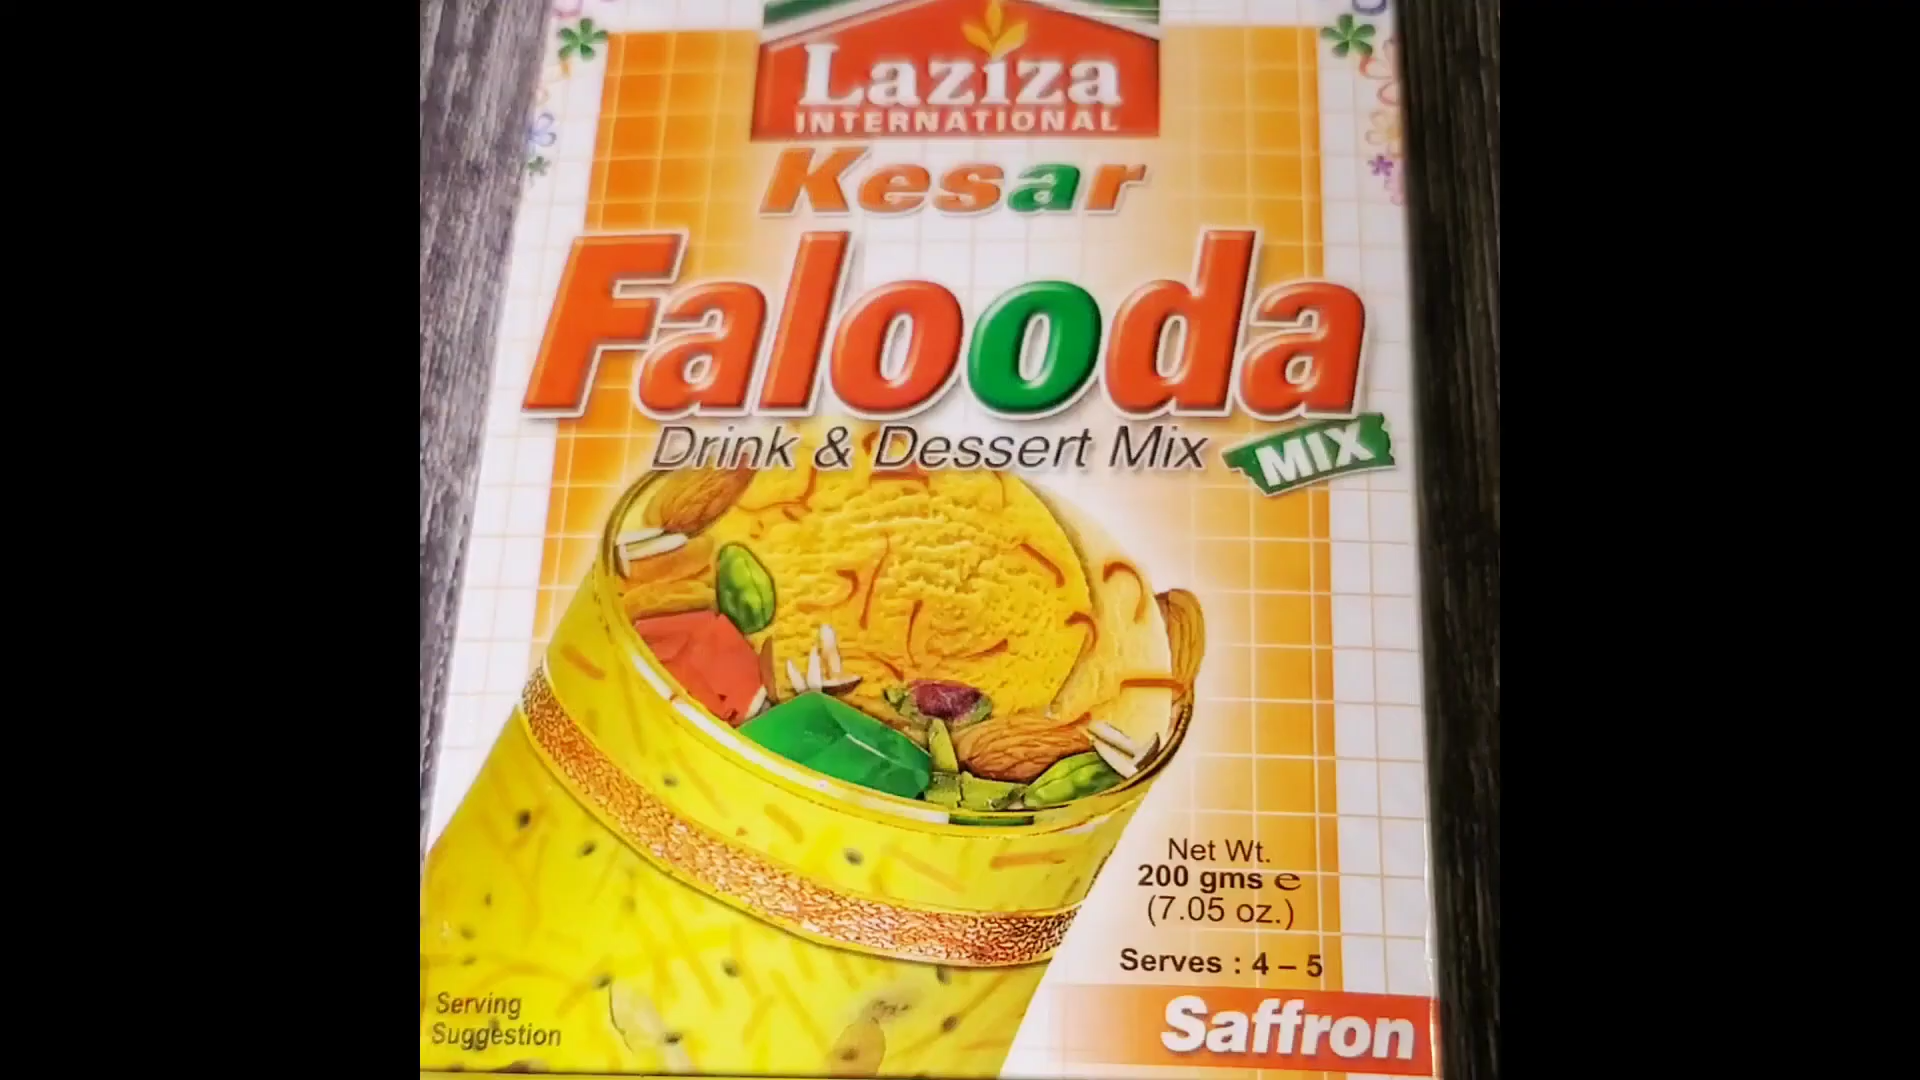 Laziza
INTERNATIONAL
Kesar
Falooda
Drink & Dessert Mix
MIX
Net Wt.
200 gms ℮
(7.05 oz.)
Serves : 4 – 5
Serving
Suggestion
Saffron